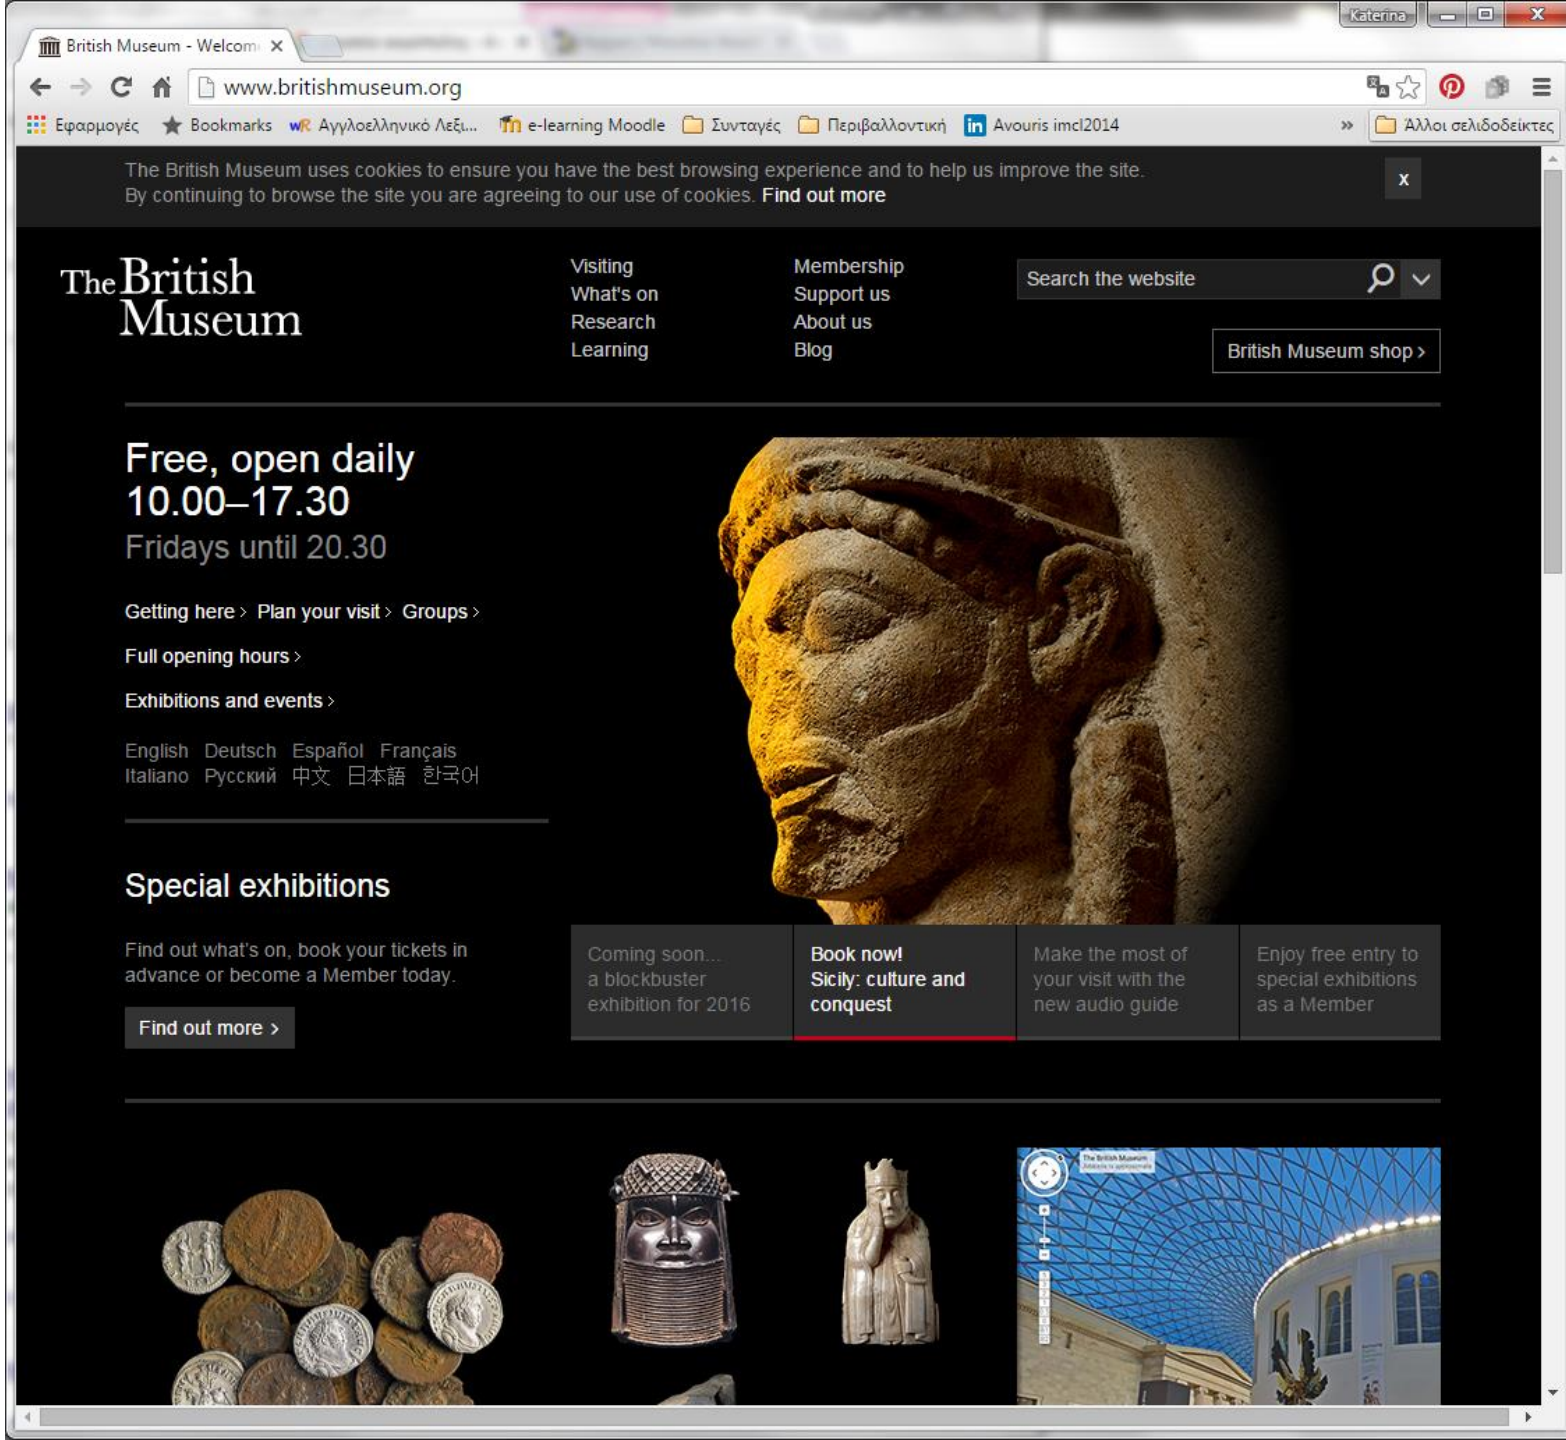 Katerina
British Museum - Welcom
www.britishmuseum.org
Εφαρμογές Bookmarks Αγγλοελληνικό Λεξι... e-learning Moodle Συνταγές Περιβαλλοντική Avouris imcl2014 » Άλλοι σελιδοδείκτες
The British Museum uses cookies to ensure you have the best browsing experience and to help us improve the site.
By continuing to browse the site you are agreeing to our use of cookies. Find out more
x
The British
Museum
Visiting
What's on
Research
Learning
Membership
Support us
About us
Blog
Search the website
British Museum shop ›
Free, open daily
10.00–17.30
Fridays until 20.30
Getting here › Plan your visit › Groups ›
Full opening hours ›
Exhibitions and events ›
English Deutsch Español Français
Italiano Русский 中文 日本語 한국어
Special exhibitions
Find out what's on, book your tickets in
advance or become a Member today.
Find out more ›
Coming soon...
a blockbuster
exhibition for 2016
Book now!
Sicily: culture and
conquest
Make the most of
your visit with the
new audio guide
Enjoy free entry to
special exhibitions
as a Member
The British Museum